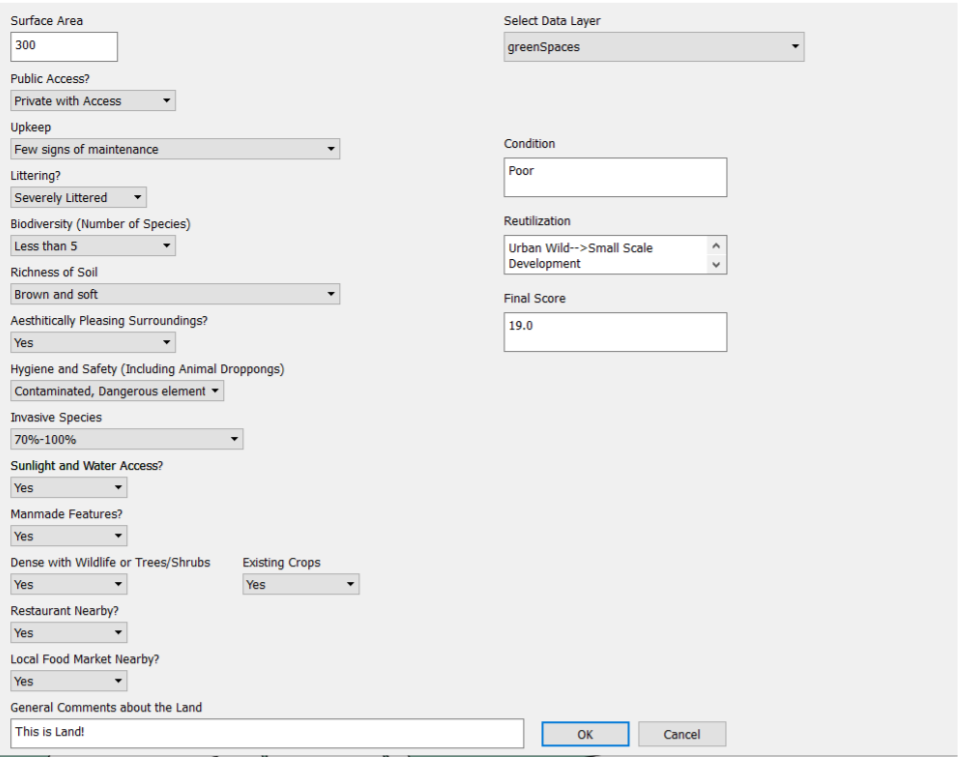 Surface Area
300
Public Access?
Private with Access
Upkeep
Few signs of maintenance
Littering?
Severely Littered
Biodiversity (Number of Species)
Less than 5
Richness of Soil
Brown and soft
Aesthitically Pleasing Surroundings?
Yes
Hygiene and Safety (Including Animal Droppongs)
Contaminated, Dangerous element
Invasive Species
70%-100%
Sunlight and Water Access?
Yes
Manmade Features?
Yes
Dense with Wildlife or Trees/Shrubs Existing Crops
Yes Yes
Restaurant Nearby?
Yes
Local Food Market Nearby?
Yes
General Comments about the Land
This is Land!
Select Data Layer
greenSpaces
Condition
Poor
Reutilization
Urban Wild-->Small Scale
Development
Final Score
19.0
OK Cancel